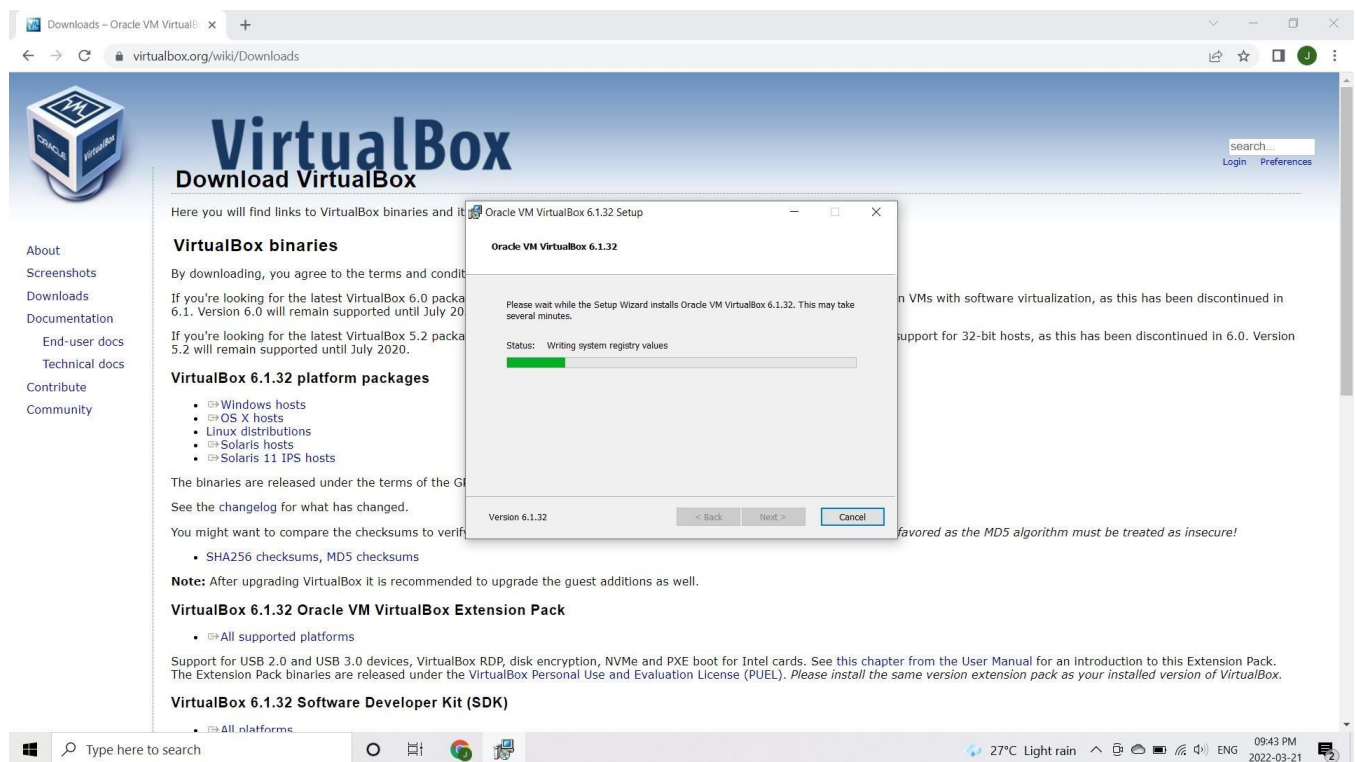 Downloads – Oracle VM VirtualB
virtualbox.org/wiki/Downloads
J
ORACLE
VirtualBox
VirtualBox
search...
Login Preferences
Download VirtualBox
Here you will find links to VirtualBox binaries and it
About
Screenshots
Downloads
Documentation
End-user docs
Technical docs
Contribute
Community
VirtualBox binaries
By downloading, you agree to the terms and condit
If you're looking for the latest VirtualBox 6.0 packa
n VMs with software virtualization, as this has been discontinued in
6.1. Version 6.0 will remain supported until July 20
If you're looking for the latest VirtualBox 5.2 packa
support for 32-bit hosts, as this has been discontinued in 6.0. Version
5.2 will remain supported until July 2020.
VirtualBox 6.1.32 platform packages
Windows hosts
OS X hosts
Linux distributions
Solaris hosts
Solaris 11 IPS hosts
The binaries are released under the terms of the G
See the changelog for what has changed.
You might want to compare the checksums to verify
favored as the MD5 algorithm must be treated as insecure!
SHA256 checksums, MD5 checksums
Note: After upgrading VirtualBox it is recommended to upgrade the guest additions as well.
VirtualBox 6.1.32 Oracle VM VirtualBox Extension Pack
All supported platforms
Support for USB 2.0 and USB 3.0 devices, VirtualBox RDP, disk encryption, NVMe and PXE boot for Intel cards. See this chapter from the User Manual for an introduction to this Extension Pack.
The Extension Pack binaries are released under the VirtualBox Personal Use and Evaluation License (PUEL). Please install the same version extension pack as your installed version of VirtualBox.
VirtualBox 6.1.32 Software Developer Kit (SDK)
All platforms
Oracle VM VirtualBox 6.1.32 Setup
Oracle VM VirtualBox 6.1.32
Please wait while the Setup Wizard installs Oracle VM VirtualBox 6.1.32. This may take
several minutes.
Status: Writing system registry values
Version 6.1.32
< Back Next > Cancel
Type here to search
27°C Light rain
ENG
09:43 PM
2022-03-21
2